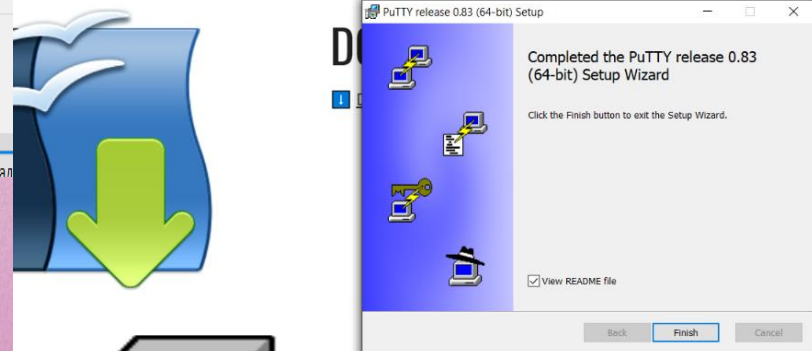 PuTTY release 0.83 (64-bit) Setup
Completed the PuTTY release 0.83
(64-bit) Setup Wizard
Click the Finish button to exit the Setup Wizard.
View README file
Back
Finish
Cancel